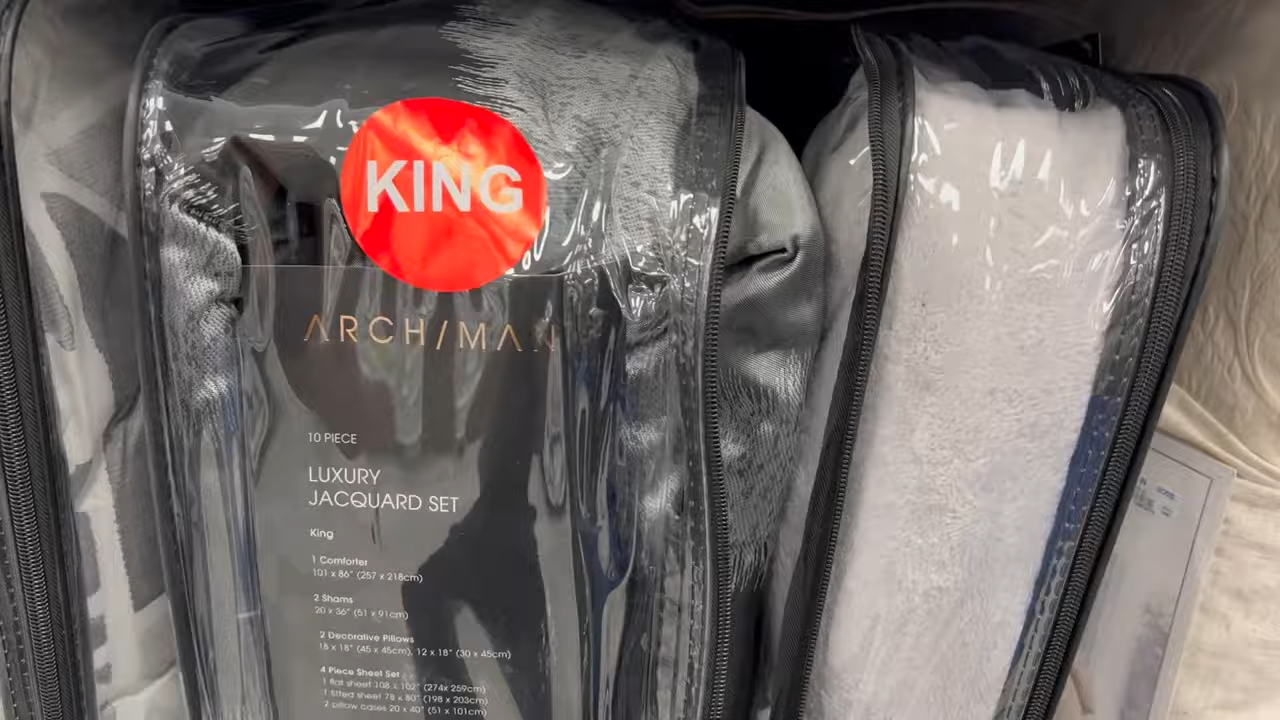 KING
ARCH/MAN
10 PIECE
LUXURY
JACQUARD SET
King
1 Comforter
101 x 86" (257 x 218cm)
2 Shams
20 x 36" (51 x 91cm)
2 Decorative Pillows
18 x 18" (45 x 45cm), 12 x 18" (30 x 45cm)
4 Piece Sheet Set
1 flat sheet 108 x 102" (274x 259cm)
1 fitted sheet 78 x 80" (198 x 203cm)
2 pillow cases 20 x 40" (51 x 101cm)